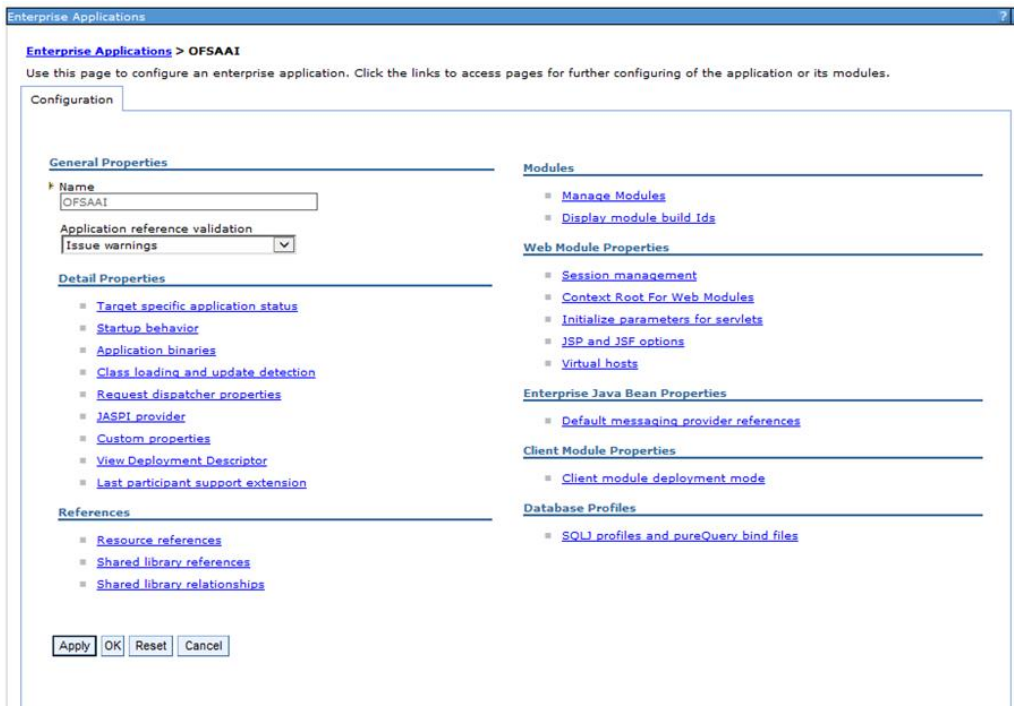 Enterprise Applications ?
Enterprise Applications > OFSAAI
Use this page to configure an enterprise application. Click the links to access pages for further configuring of the application or its modules.
Configuration
General Properties
Name
OFSAAI
Application reference validation
Issue warnings
Detail Properties
Target specific application status
Startup behavior
Application binaries
Class loading and update detection
Request dispatcher properties
JASPI provider
Custom properties
View Deployment Descriptor
Last participant support extension
References
Resource references
Shared library references
Shared library relationships
Modules
Manage Modules
Display module build Ids
Web Module Properties
Session management
Context Root For Web Modules
Initialize parameters for servlets
JSP and JSF options
Virtual hosts
Enterprise Java Bean Properties
Default messaging provider references
Client Module Properties
Client module deployment mode
Database Profiles
SQLJ profiles and pureQuery bind files
Apply OK Reset Cancel